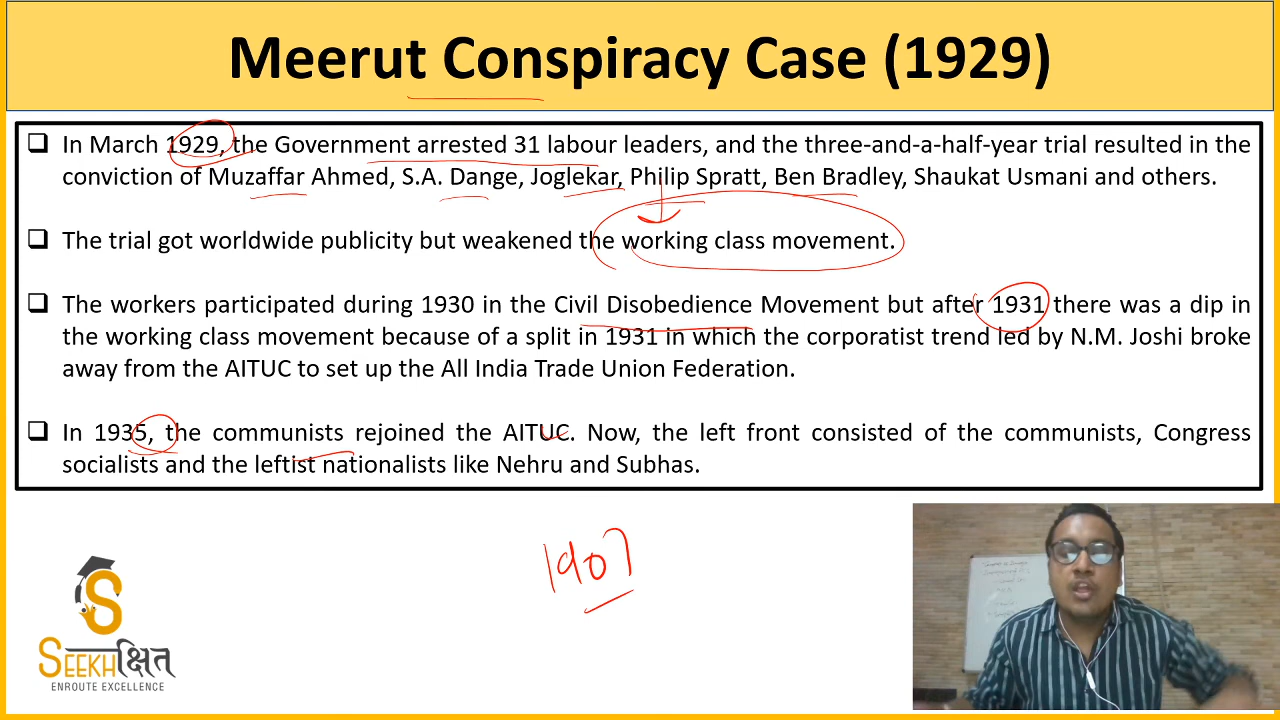 Meerut Conspiracy Case (1929)
In March 1929, the Government arrested 31 labour leaders, and the three-and-a-half-year trial resulted in the
conviction of Muzaffar Ahmed, S.A. Dange, Joglekar, Philip Spratt, Ben Bradley, Shaukat Usmani and others.
The trial got worldwide publicity but weakened the working class movement.
The workers participated during 1930 in the Civil Disobedience Movement but after 1931 there was a dip in
the working class movement because of a split in 1931 in which the corporatist trend led by N.M. Joshi broke
away from the AITUC to set up the All India Trade Union Federation.
In 1935, the communists rejoined the AITUC. Now, the left front consisted of the communists, Congress
socialists and the leftist nationalists like Nehru and Subhas.
1907
S
SEEKHक्षित
ENROUTE EXCELLENCE